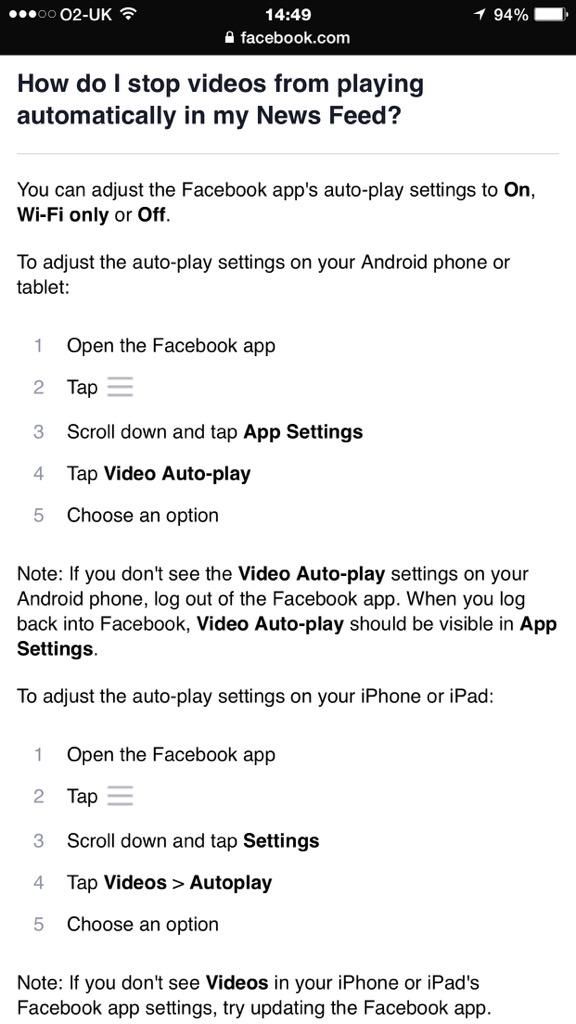 O2-UK 14:49 94%
facebook.com
How do I stop videos from playing
automatically in my News Feed?
You can adjust the Facebook app's auto-play settings to On,
Wi-Fi only or Off.
To adjust the auto-play settings on your Android phone or
tablet:
1 Open the Facebook app
2 Tap
3 Scroll down and tap App Settings
4 Tap Video Auto-play
5 Choose an option
Note: If you don't see the Video Auto-play settings on your
Android phone, log out of the Facebook app. When you log
back into Facebook, Video Auto-play should be visible in App
Settings.
To adjust the auto-play settings on your iPhone or iPad:
1 Open the Facebook app
2 Tap
3 Scroll down and tap Settings
4 Tap Videos > Autoplay
5 Choose an option
Note: If you don't see Videos in your iPhone or iPad's
Facebook app settings, try updating the Facebook app.